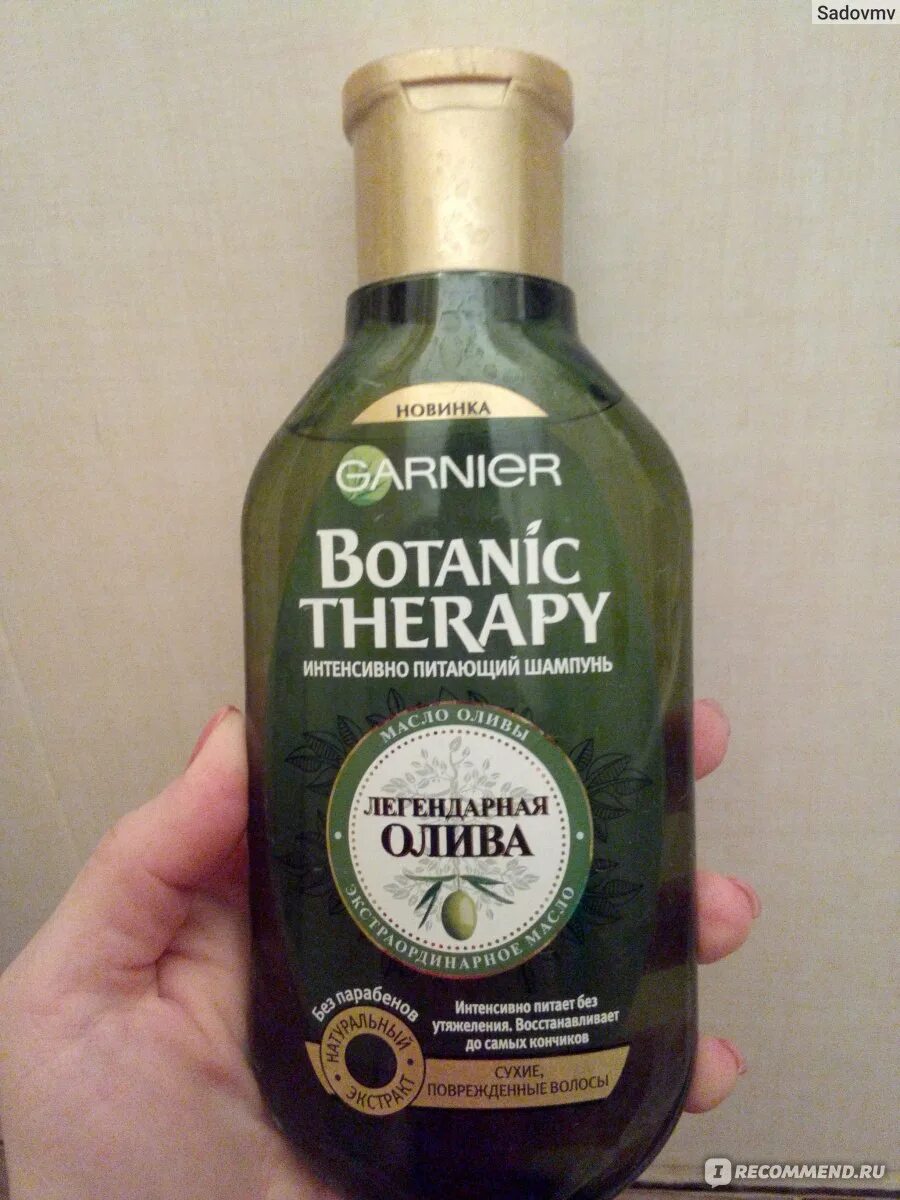 Sadovmv
НОВИНКА
GARNIER
BOTANIC
THERAPY
ИНТЕНСИВНО ПИТАЮЩИЙ ШАМПУНЬ
МАСЛО ОЛИВЫ
ЛЕГЕНДАРНАЯ
ОЛИВА
ЭКСТРАОРДИНАРНОЕ МАСЛО
Без парабенов
НАТУРАЛЬНЫЙ
ЭКСТРАКТ
Интенсивно питает без
утяжеления. Восстанавливает
до самых кончиков
СУХИЕ,
ПОВРЕЖДЕННЫЕ ВОЛОСЫ
IRECOMMEND.RU